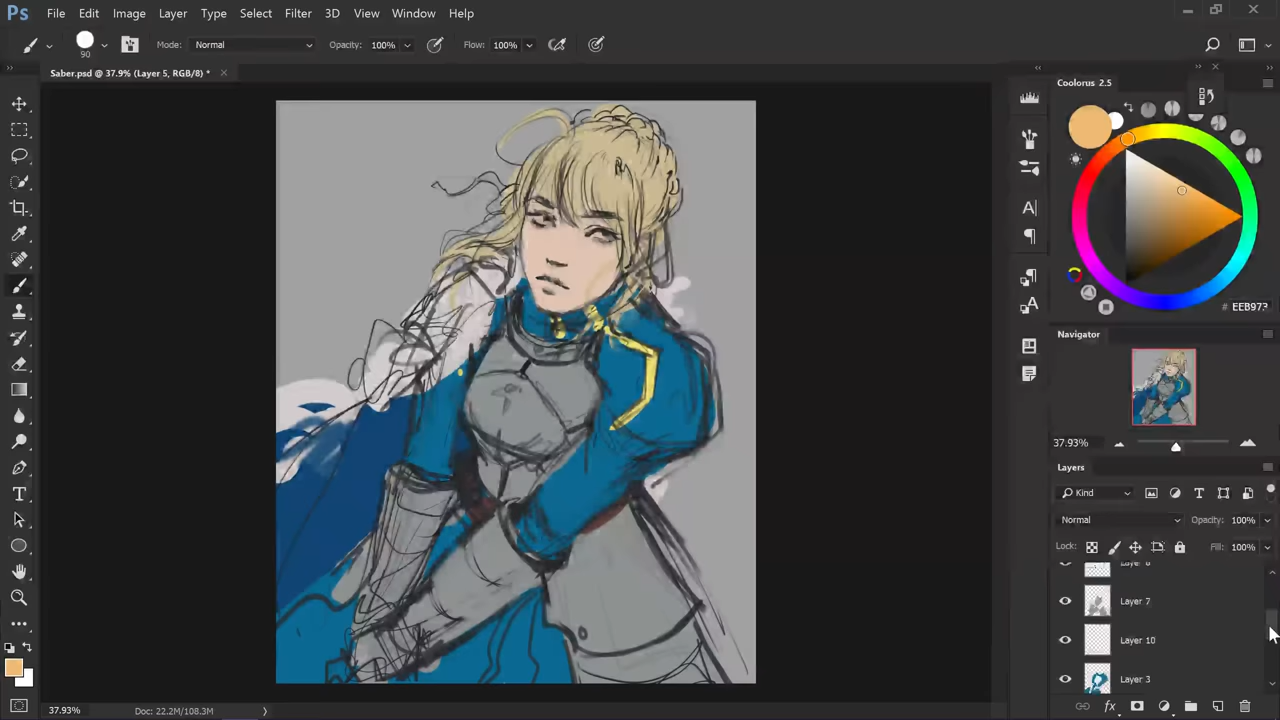 Ps File Edit Image Layer Type Select Filter 3D View Window Help
90 Mode: Normal Opacity: 100% Flow: 100%
Saber.psd @ 37.9% (Layer 5, RGB/8) *
Coolorus 2.5
# EEB973
Navigator
37.93%
Layers
Kind
Normal Opacity: 100%
Lock: Fill: 100%
Layer 7
Layer 10
Layer 3
37.93% Doc: 22.2M/108.3M